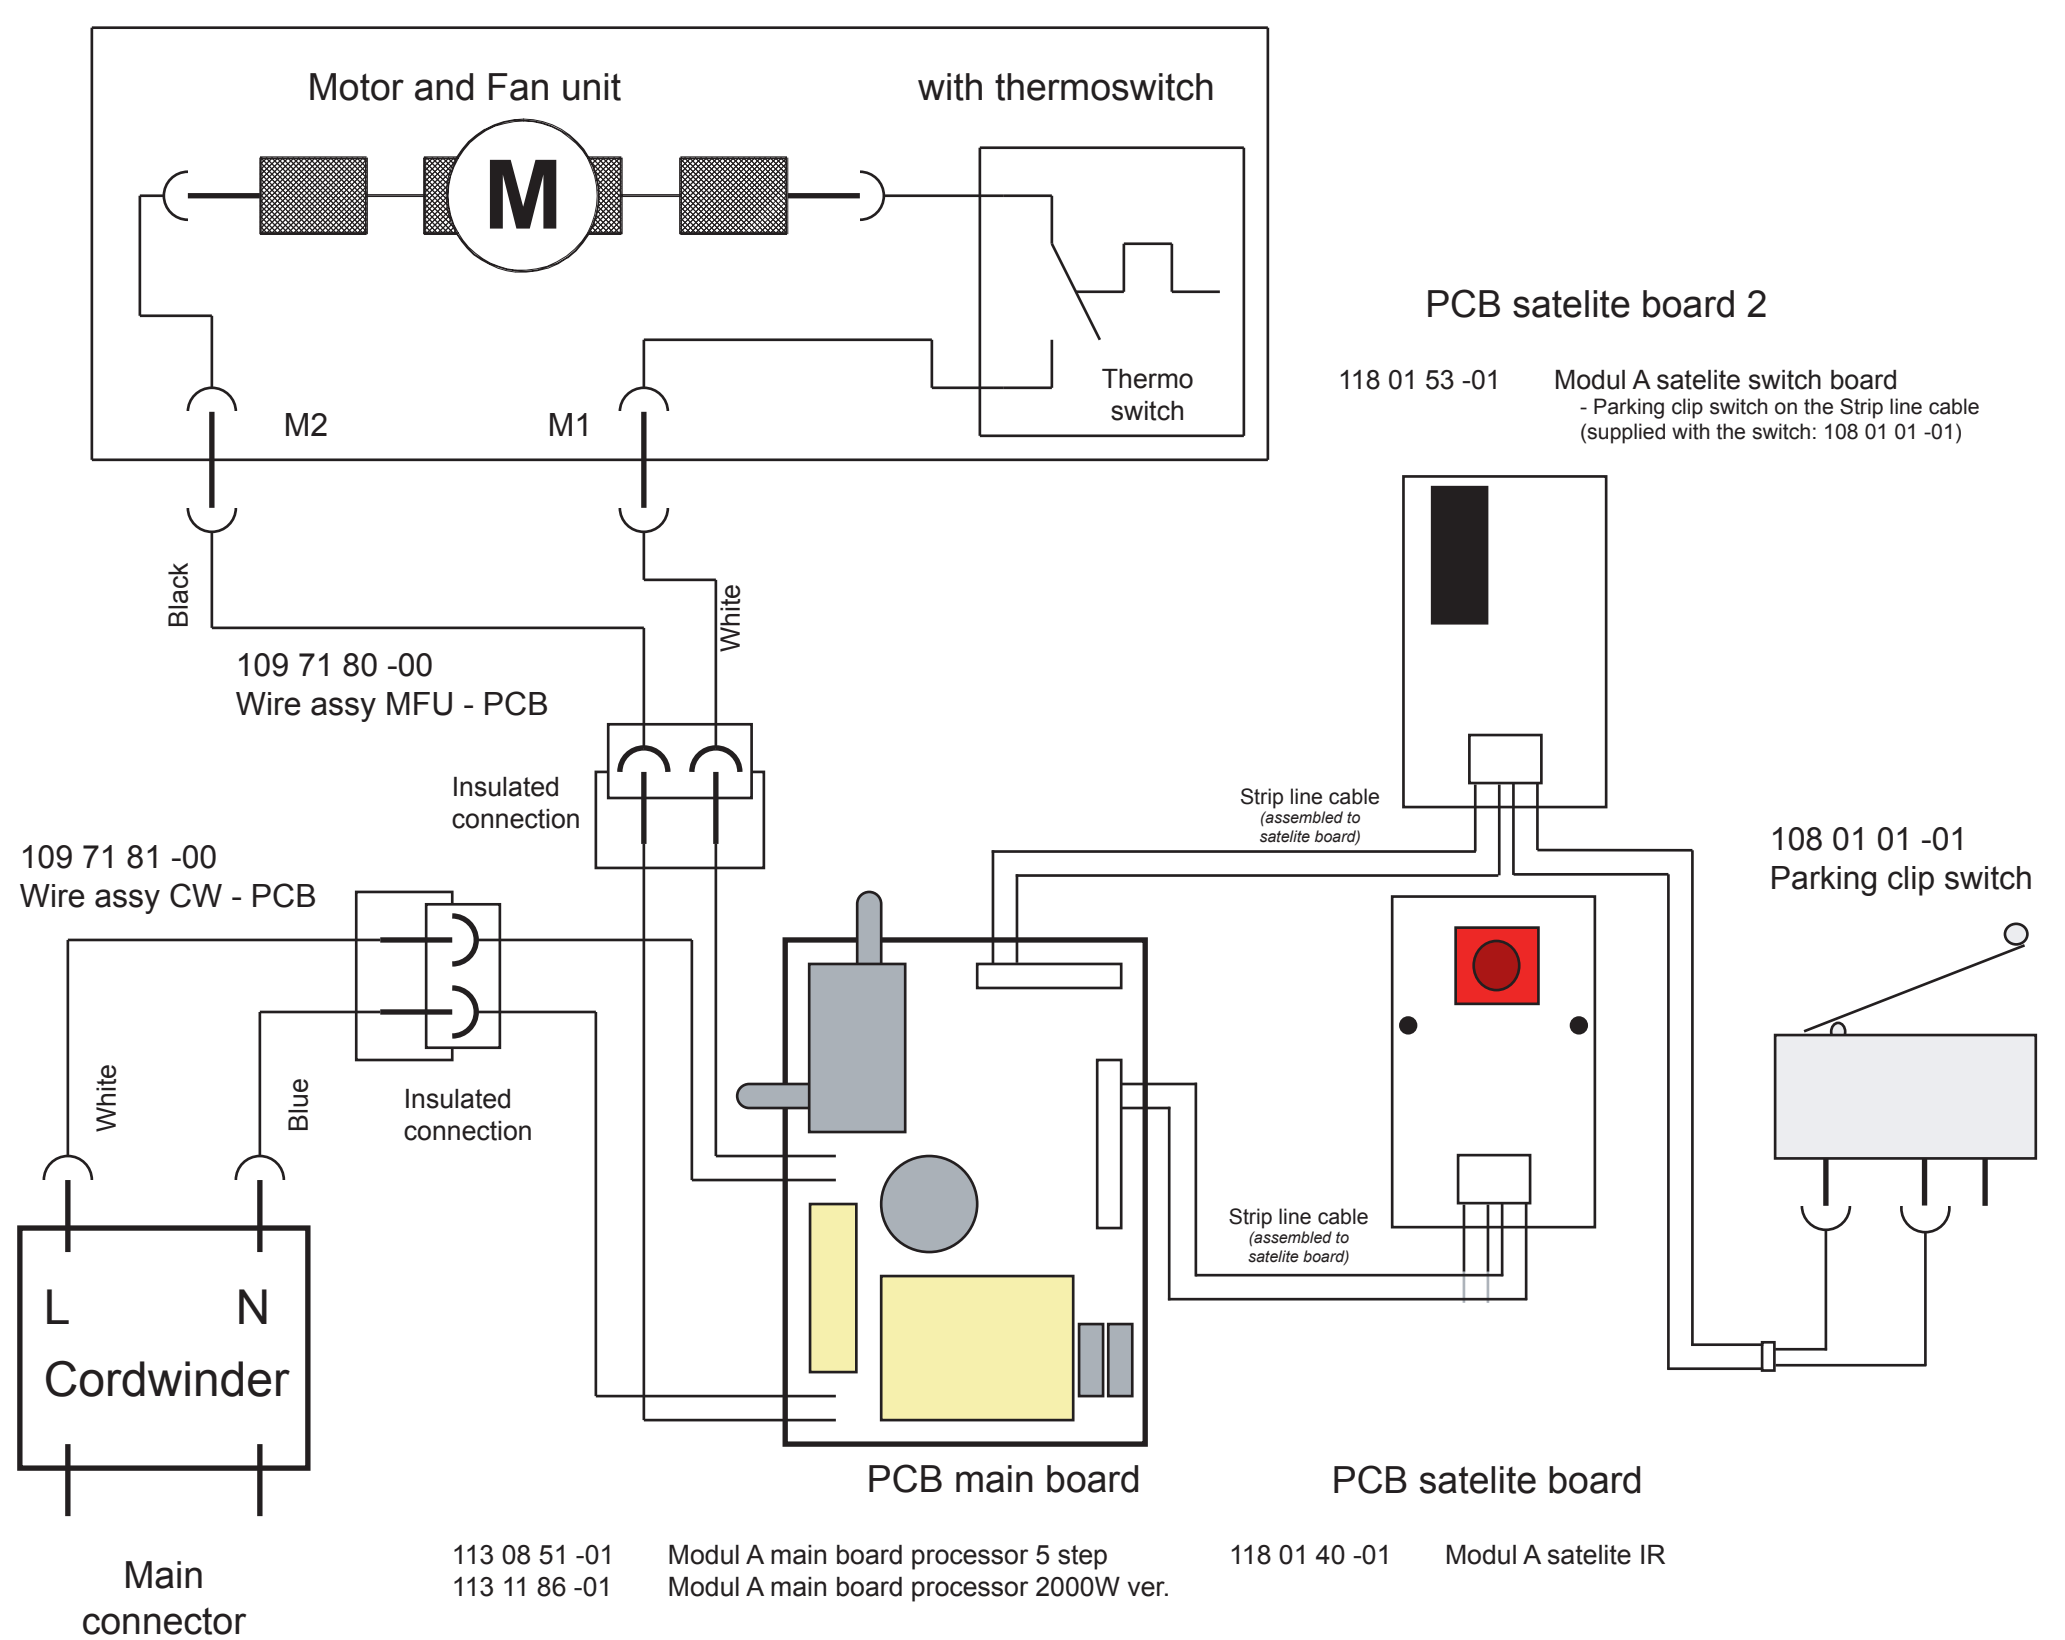 Motor and Fan unit
with thermoswitch
M
PCB satelite board 2
118 01 53 -01 Modul A satelite switch board
- Parking clip switch on the Strip line cable
(supplied with the switch: 108 01 01 -01)
Thermo
switch
M2
M1
Black
White
109 71 80 -00
Wire assy MFU - PCB
Insulated
connection
Strip line cable
(assembled to
satelite board)
108 01 01 -01
Parking clip switch
109 71 81 -00
Wire assy CW - PCB
White
Blue
Insulated
connection
Strip line cable
(assembled to
satelite board)
L
N
Cordwinder
PCB main board
PCB satelite board
113 08 51 -01 Modul A main board processor 5 step
113 11 86 -01 Modul A main board processor 2000W ver.
118 01 40 -01 Modul A satelite IR
Main
connector